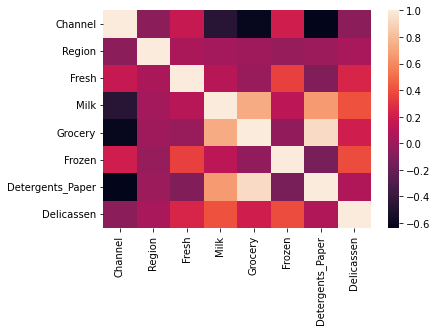 Channel
Region
Fresh
Milk
Grocery
Frozen
Detergents_Paper
Delicassen
Channel
Region
Fresh
Milk
Grocery
Frozen
Detergents_Paper
Delicassen
1.0
0.8
0.6
0.4
0.2
0.0
−0.2
−0.4
−0.6